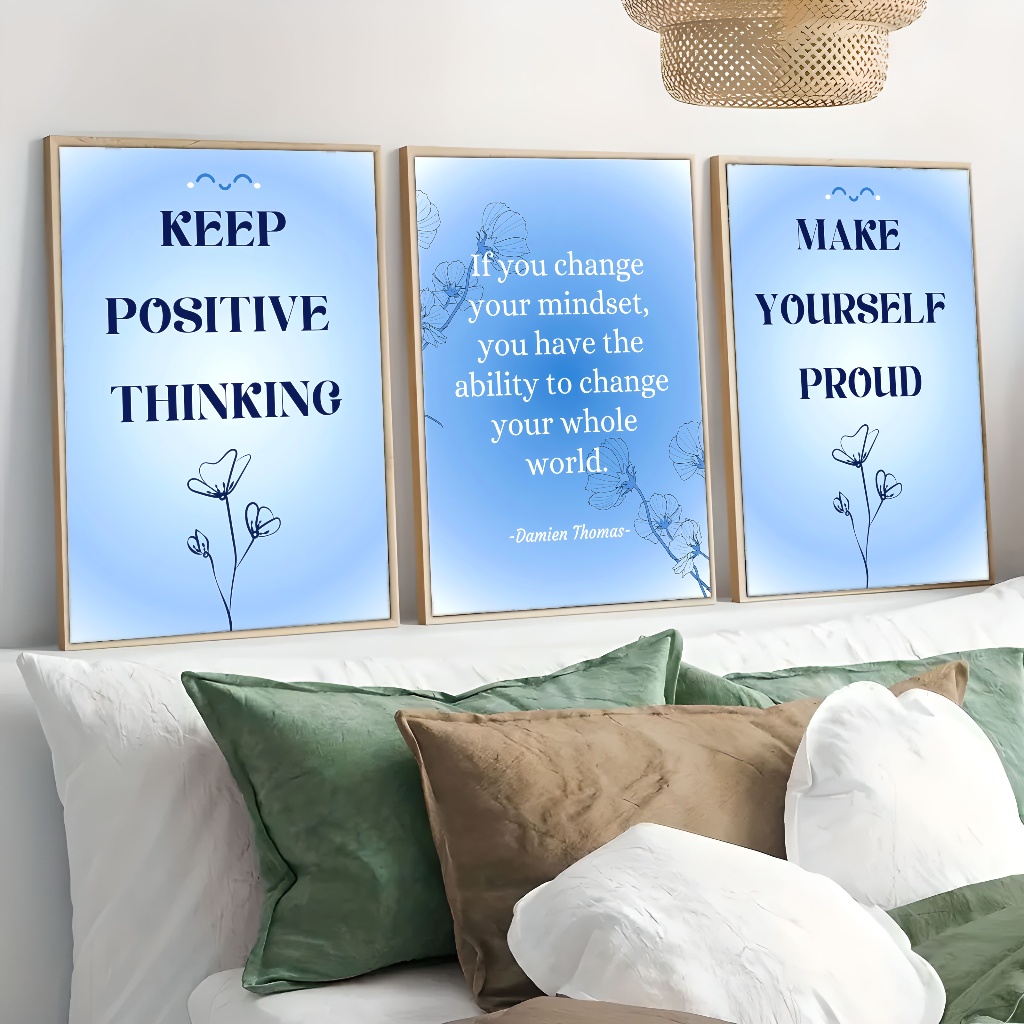 KEEP
POSITIVE
THINKING
If you change
your mindset,
you have the
ability to change
your whole
world.
-Damien Thomas-
MAKE
YOURSELF
PROUD